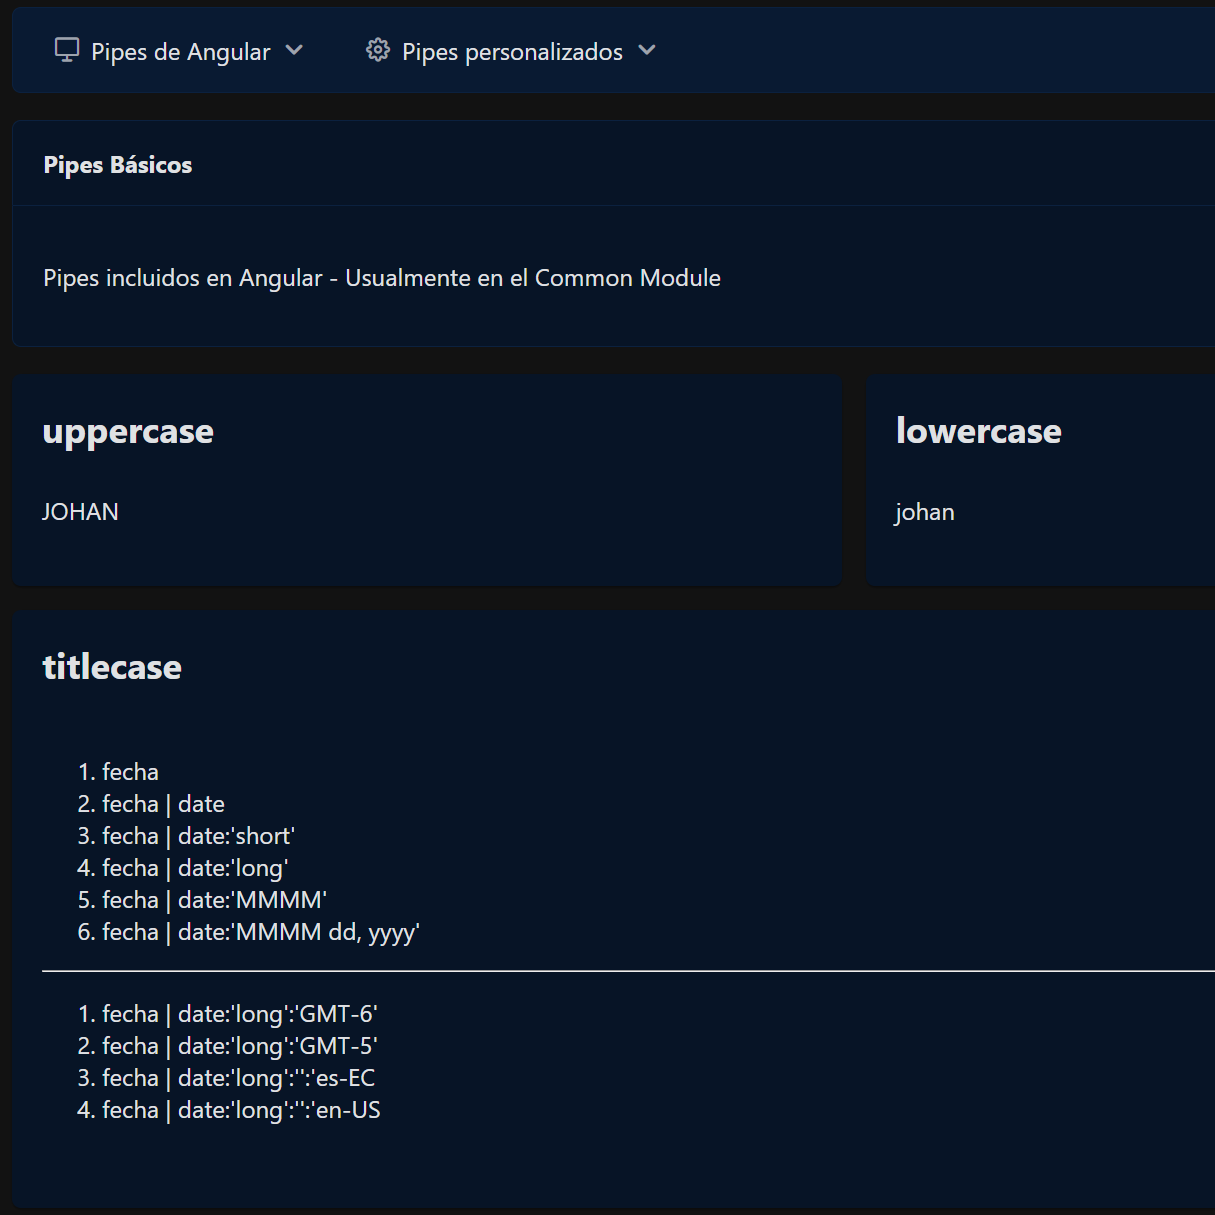 Pipes de Angular
Pipes personalizados
Pipes Básicos
Pipes incluidos en Angular - Usualmente en el Common Module
uppercase
JOHAN
lowercase
johan
titlecase
1. fecha
2. fecha | date
3. fecha | date:'short'
4. fecha | date:'long'
5. fecha | date:'MMMM'
6. fecha | date:'MMMM dd, yyyy'
1. fecha | date:'long':'GMT-6'
2. fecha | date:'long':'GMT-5'
3. fecha | date:'long':'':'es-EC
4. fecha | date:'long':'':'en-US